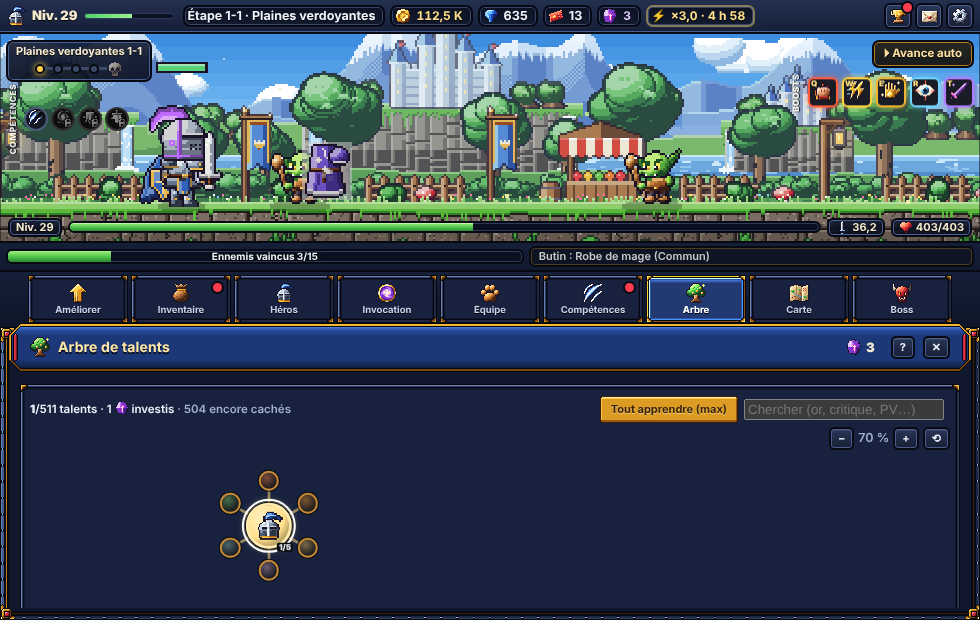 Niv. 29
Étape 1-1 · Plaines verdoyantes
112,5 K
635
13
3
×3,0 · 4 h 58
Plaines verdoyantes 1-1
Avance auto
COMPÉTENCES
BOOSTS
Q
W
E
R
T
Niv. 29
36,2
403/403
Ennemis vaincus 3/15
Butin : Robe de mage (Commun)
Améliorer
Inventaire
Héros
Invocation
Equipe
Compétences
Arbre
Carte
Boss
Arbre de talents
3
?
×
1/511 talents · 1 investis · 504 encore cachés
Tout apprendre (max)
Chercher (or, critique, PV…)
− 70 % + ⟲
1/5